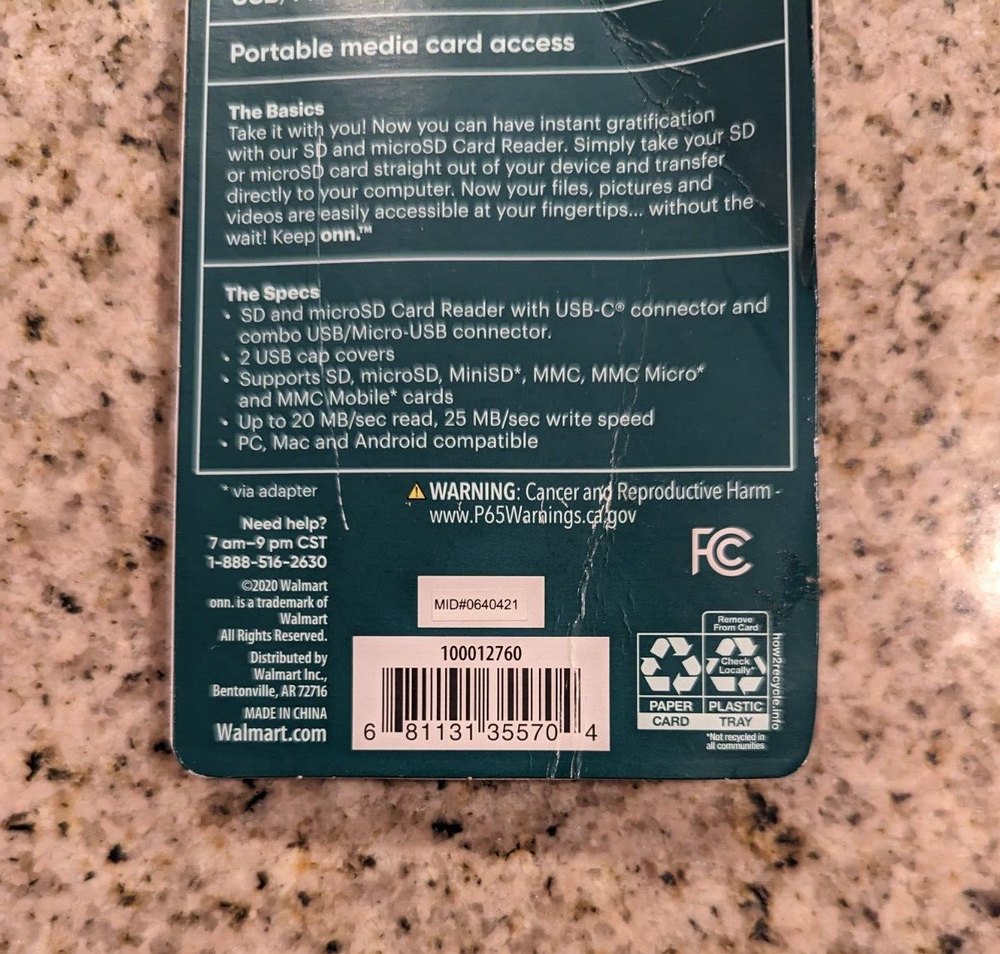 Portable media card access
The Basics
Take it with you! Now you can have instant gratification
with our SD and microSD Card Reader. Simply take your SD
or microSD card straight out of your device and transfer
directly to your computer. Now your files, pictures and
videos are easily accessible at your fingertips... without the
wait! Keep onn.™
The Specs
• SD and microSD Card Reader with USB-C® connector and
combo USB/Micro-USB connector.
• 2 USB cap covers
• Supports SD, microSD, MiniSD*, MMC, MMC Micro*
and MMC Mobile* cards
• Up to 20 MB/sec read, 25 MB/sec write speed
• PC, Mac and Android compatible
* via adapter
WARNING: Cancer and Reproductive Harm -
www.P65Warnings.ca.gov
Need help?
7 am–9 pm CST
1-888-516-2630
©2020 Walmart
onn. is a trademark of
Walmart
All Rights Reserved.
Distributed by
Walmart Inc.,
Bentonville, AR 72716
MADE IN CHINA
Walmart.com
FC
MID#0640421
100012760
6 81131 35570 4
Remove
From Card
Check
Locally*
PAPER
CARD
PLASTIC
TRAY
*Not recycled in
all communities
how2recycle.info